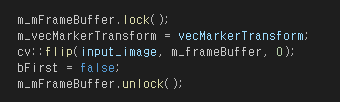 m_mFrameBuffer.lock();
m_vecMarkerTransform = vecMarkerTransform;
cv::flip(input_image, m_frameBuffer, 0);
bFirst = false;
m_mFrameBuffer.unlock();